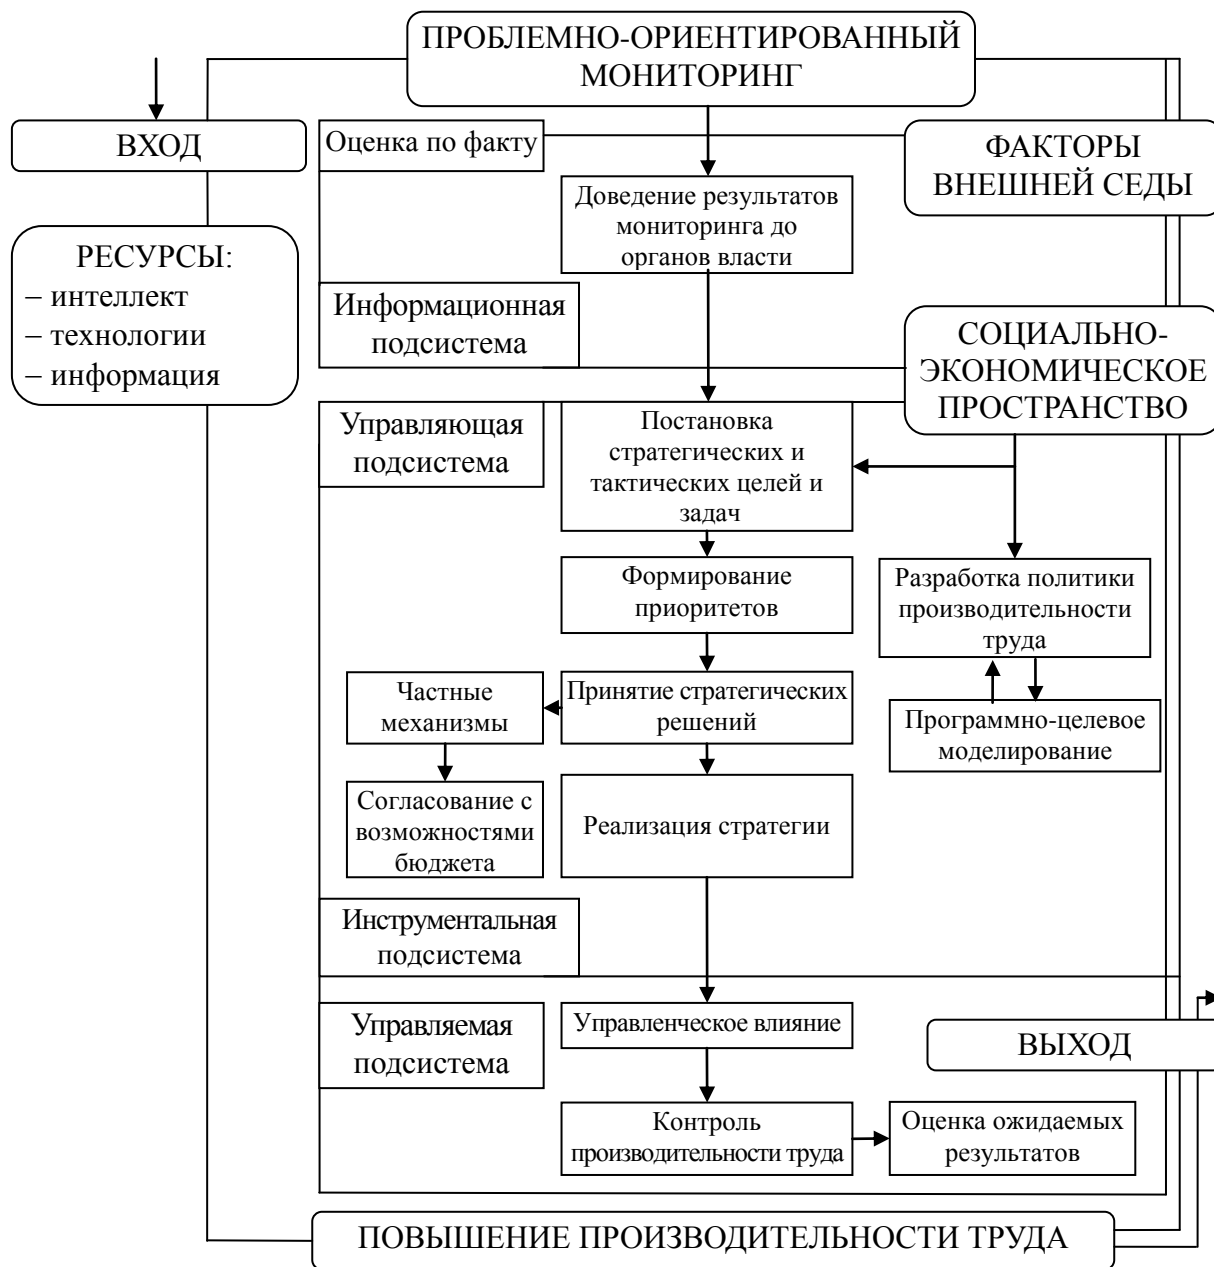 ПРОБЛЕМНО-ОРИЕНТИРОВАННЫЙ
МОНИТОРИНГ
ВХОД
Оценка по факту
ФАКТОРЫ
ВНЕШНЕЙ СЕДЫ
Доведение результатов
мониторинга до
органов власти
РЕСУРСЫ:
– интеллект
– технологии
– информация
Информационная
подсистема
СОЦИАЛЬНО-
ЭКОНОМИЧЕСКОЕ
ПРОСТРАНСТВО
Управляющая
подсистема
Постановка
стратегических и
тактических целей и
задач
Формирование
приоритетов
Разработка политики
производительности
труда
Частные
механизмы
Принятие стратегических
решений
Программно-целевое
моделирование
Согласование с
возможностями
бюджета
Реализация стратегии
Инструментальная
подсистема
Управляемая
подсистема
Управленческое влияние
ВЫХОД
Контроль
производительности труда
Оценка ожидаемых
результатов
ПОВЫШЕНИЕ ПРОИЗВОДИТЕЛЬНОСТИ ТРУДА